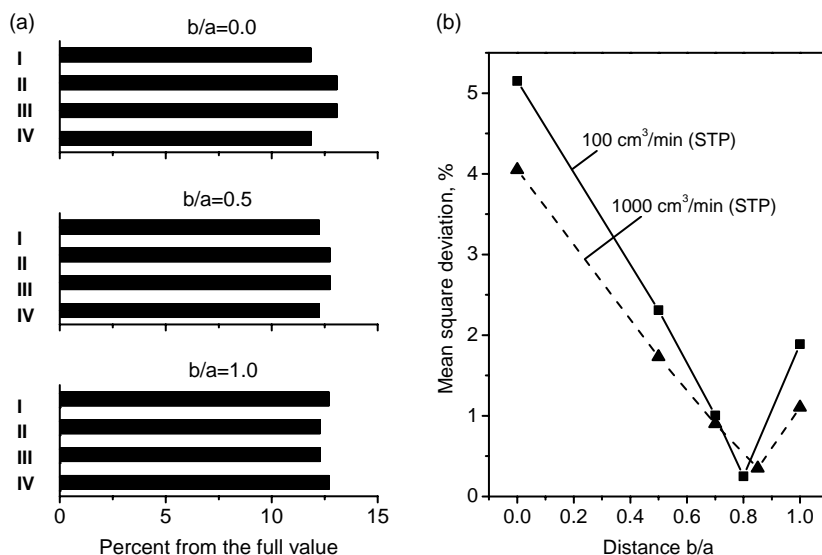 (a)
b/a=0.0
I
II
III
IV
b/a=0.5
I
II
III
IV
b/a=1.0
I
II
III
IV
0 5 10 15
Percent from the full value
(b)
Mean square deviation, %
5
4
3
2
1
0
100 cm³/min (STP)
1000 cm³/min (STP)
0.0 0.2 0.4 0.6 0.8 1.0
Distance b/a